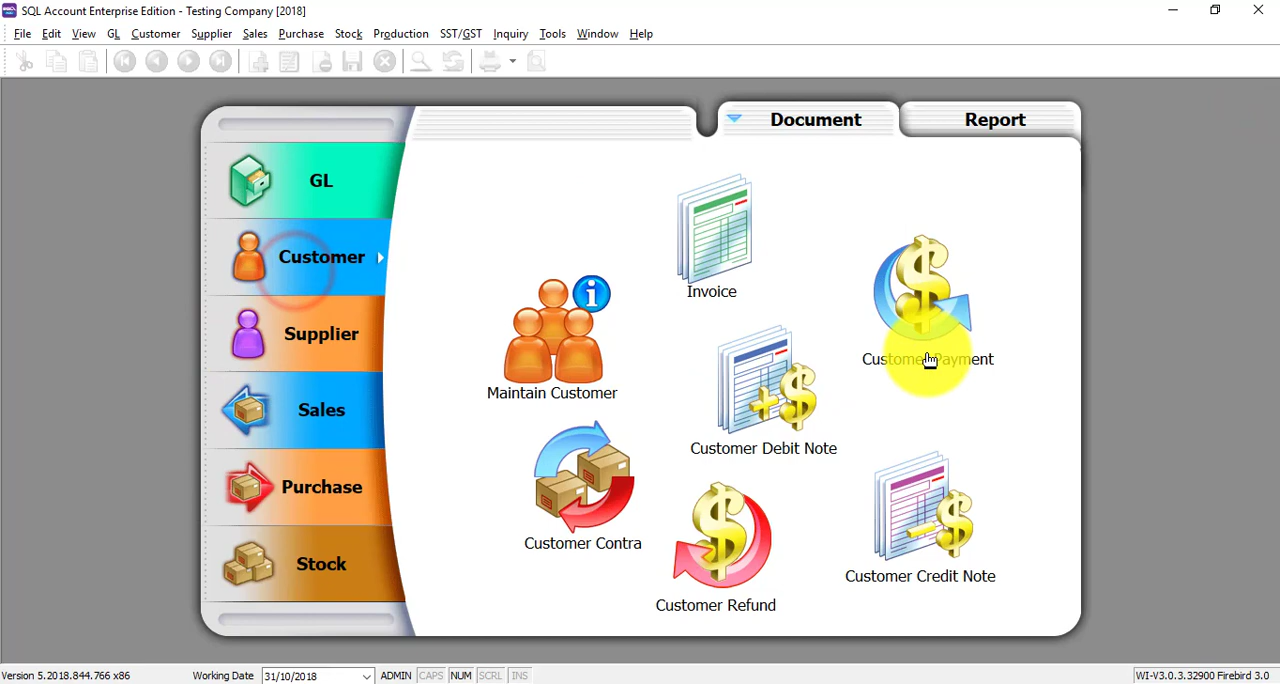 SQL Account Enterprise Edition - Testing Company [2018]
File Edit View GL Customer Supplier Sales Purchase Stock Production SST/GST Inquiry Tools Window Help
Document
Report
GL
Customer
Supplier
Sales
Purchase
Stock
Invoice
Maintain Customer
Customer Payment
Customer Debit Note
Customer Contra
Customer Credit Note
Customer Refund
Version 5.2018.844.766 x86 Working Date 31/10/2018 ADMIN CAPS NUM SCRL INS WI-V3.0.3.32900 Firebird 3.0